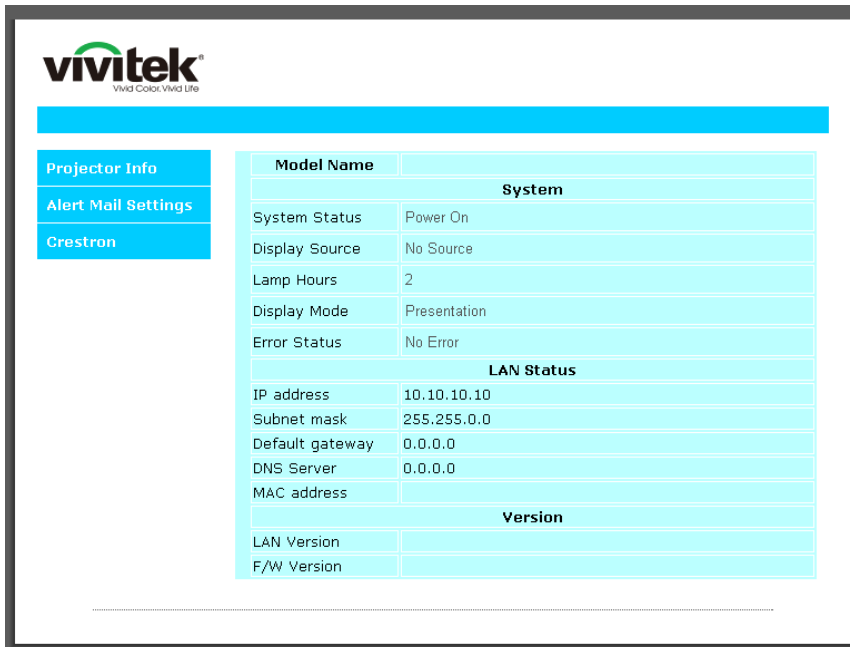 vivitek®
Vivid Color. Vivid Life
Projector Info
Alert Mail Settings
Crestron
Model Name
System
System Status Power On
Display Source No Source
Lamp Hours 2
Display Mode Presentation
Error Status No Error
LAN Status
IP address 10.10.10.10
Subnet mask 255.255.0.0
Default gateway 0.0.0.0
DNS Server 0.0.0.0
MAC address
Version
LAN Version
F/W Version